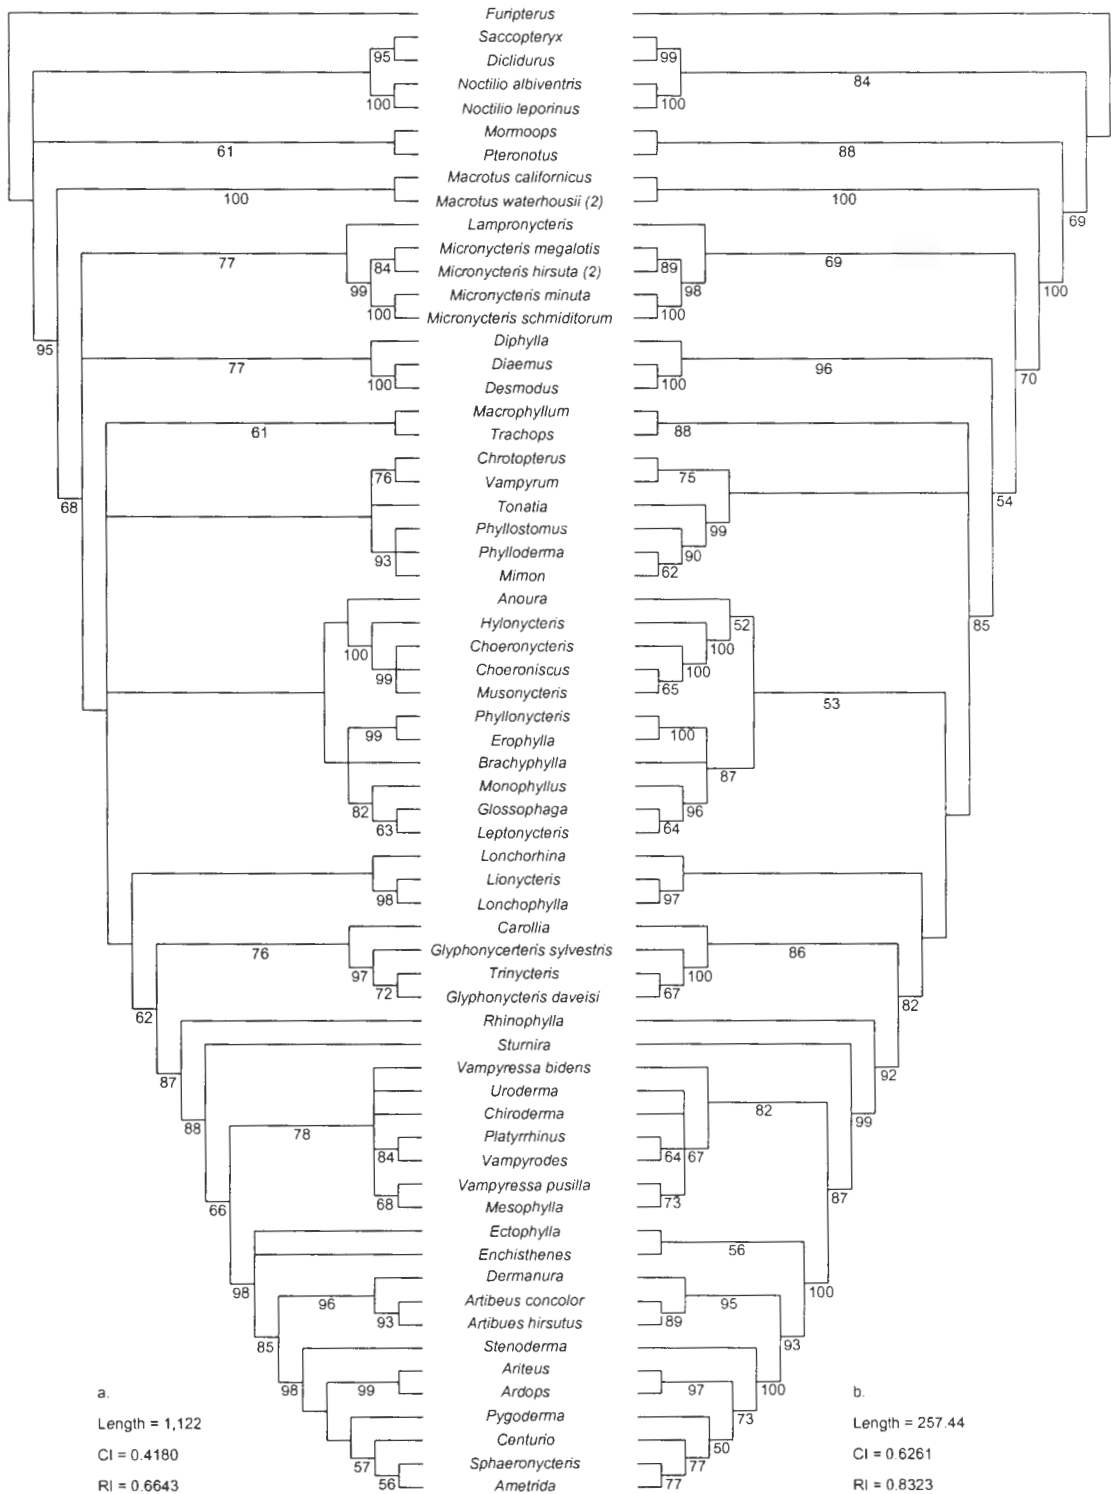 Furipterus
Saccopteryx
95 99
Diclidurus
84
Noctilio albiventris
100 100
Noctilio leporinus
Mormoops
61 88
Pteronotus
Macrotus californicus
100 100
Macrotus waterhousii (2)
69
Lampronycteris
Micronycteris megalotis
77 69
84 89
Micronycteris hirsuta (2)
99 98 100
Micronycteris minuta
100 100
Micronycteris schmiditorum
Diphylla
95
Diaemus
77 96
70
100 100
Desmodus
Macrophyllum
61 88
Trachops
Chrotopterus
76 75
Vampyrum
68 54
Tonatia
Phyllostomus
99
Phylloderma
93 90
62
Mimon
Anoura
52 85
Hylonycteris
100 100
Choeronycteris
100
Choeroniscus
99 65
Musonycteris
53
Phyllonycteris
99 100
Erophylla
Brachyphylla
87
Monophyllus
82 96
Glossophaga
63 64
Leptonycteris
Lonchorhina
Lionycteris
98 97
Lonchophylla
Carollia
76 86
Glyphonycerteris sylvestris
97 100
Trinycteris
72 67
Glyphonycteris daveisi
62 82
Rhinophylla
Sturnira
Vampyressa bidens
87 92
Uroderma
82
Chiroderma
88 78 99
Platyrrhinus
84 64 67
Vampyrodes
Vampyressa pusilla
68 73 87
Mesophylla
66
Ectophylla
56
Enchisthenes
Dermanura
98 100
96 95
Artibeus concolor
93 89
Artibues hirsutus
85 93
Stenoderma
Ariteus
98 99 97 100
Ardops
Pygoderma
73
Centurio
50
57 77
Sphaeronycteris
56 77
Ametrida
a.
Length = 1,122
CI = 0.4180
RI = 0.6643
b.
Length = 257.44
CI = 0.6261
RI = 0.8323